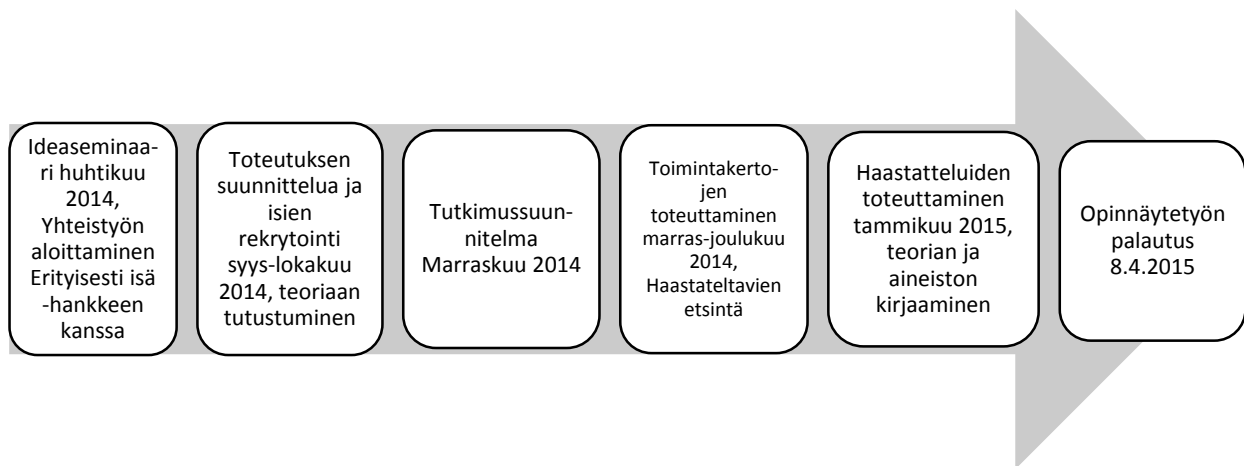 Ideaseminaa-
ri huhtikuu
2014,
Yhteistyön
aloittaminen
Erityisesti isä
-hankkeen
kanssa
Toteutuksen
suunnittelua ja
isien
rekrytointi
syys-lokakuu
2014, teoriaan
tutustuminen
Tutkimussuun-
nitelma
Marraskuu 2014
Toimintakerto-
jen
toteuttaminen
marras-joulukuu
2014,
Haastateltavien
etsintä
Haastatteluiden
toteuttaminen
tammikuu 2015,
teorian ja
aineiston
kirjaaminen
Opinnäytetyön
palautus
8.4.2015